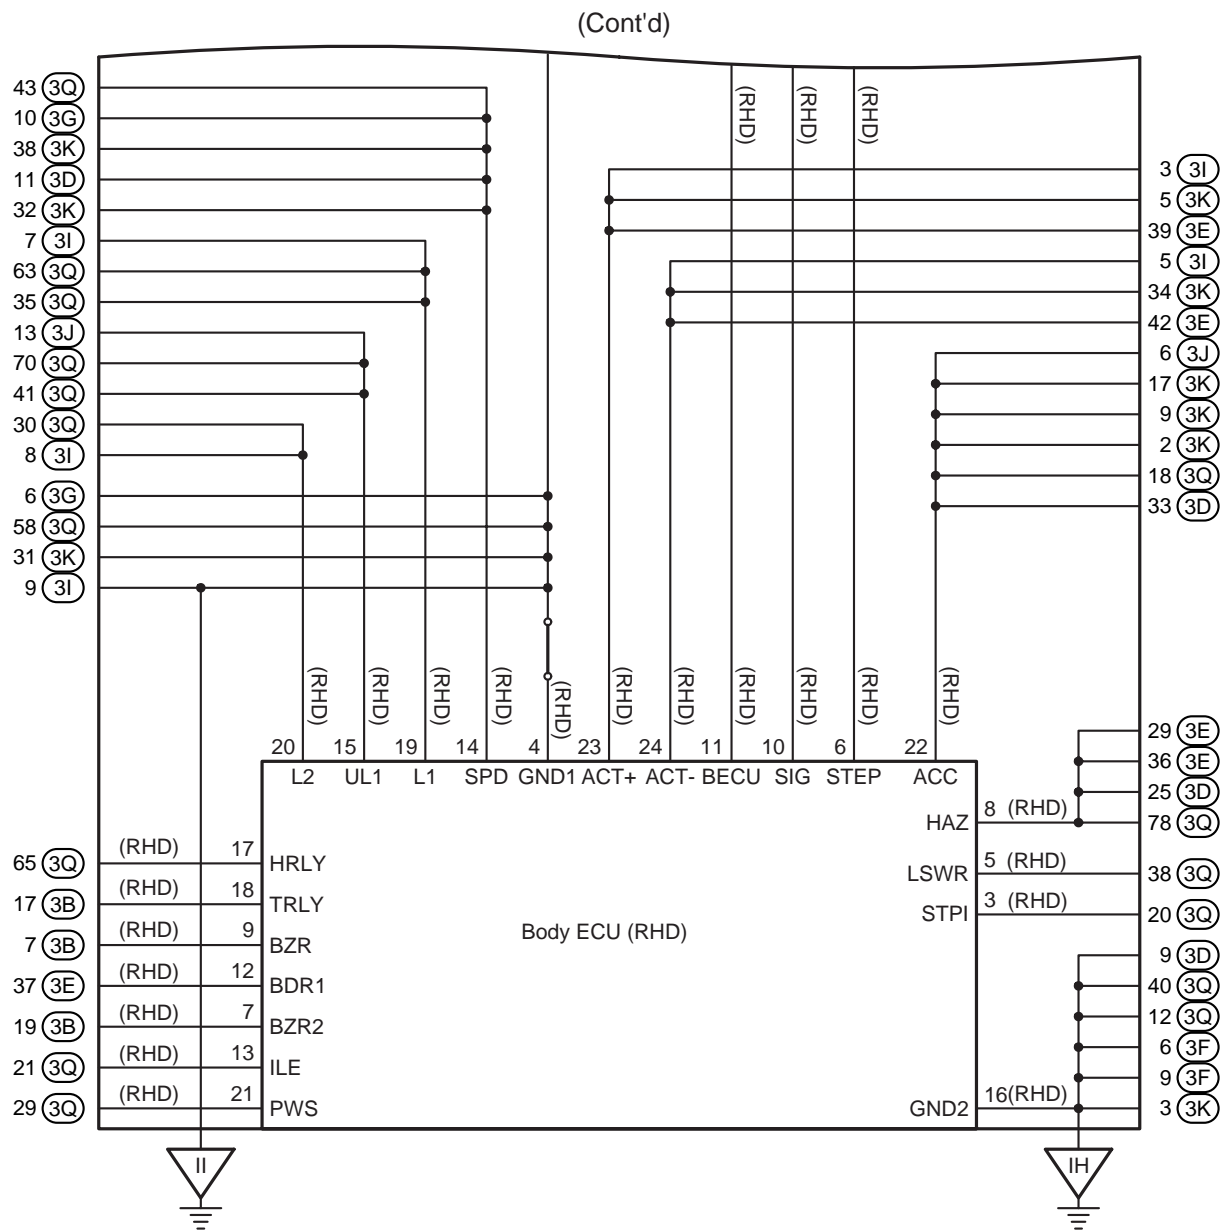 (Cont'd)
43 3Q
10 3G
38 3K
11 3D
32 3K
7 3I
63 3Q
35 3Q
13 3J
70 3Q
41 3Q
30 3Q
8 3I
6 3G
58 3Q
31 3K
9 3I
(RHD) (RHD) (RHD)
3 3I
5 3K
39 3E
5 3I
34 3K
42 3E
6 3J
17 3K
9 3K
2 3K
18 3Q
33 3D
(RHD) (RHD) (RHD) (RHD) (RHD) (RHD) (RHD) (RHD) (RHD) (RHD) (RHD)
20 15 19 14 4 23 24 11 10 6 22
L2 UL1 L1 SPD GND1 ACT+ ACT- BECU SIG STEP ACC
29 3E
36 3E
25 3D
HAZ 8 (RHD) 78 3Q
LSWR 5 (RHD) 38 3Q
STPI 3 (RHD) 20 3Q
65 3Q (RHD) 17 HRLY
17 3B (RHD) 18 TRLY
7 3B (RHD) 9 BZR
37 3E (RHD) 12 BDR1
19 3B (RHD) 7 BZR2
21 3Q (RHD) 13 ILE
29 3Q (RHD) 21 PWS
Body ECU (RHD)
9 3D
40 3Q
12 3Q
6 3F
9 3F
GND2 16(RHD) 3 3K
II
IH